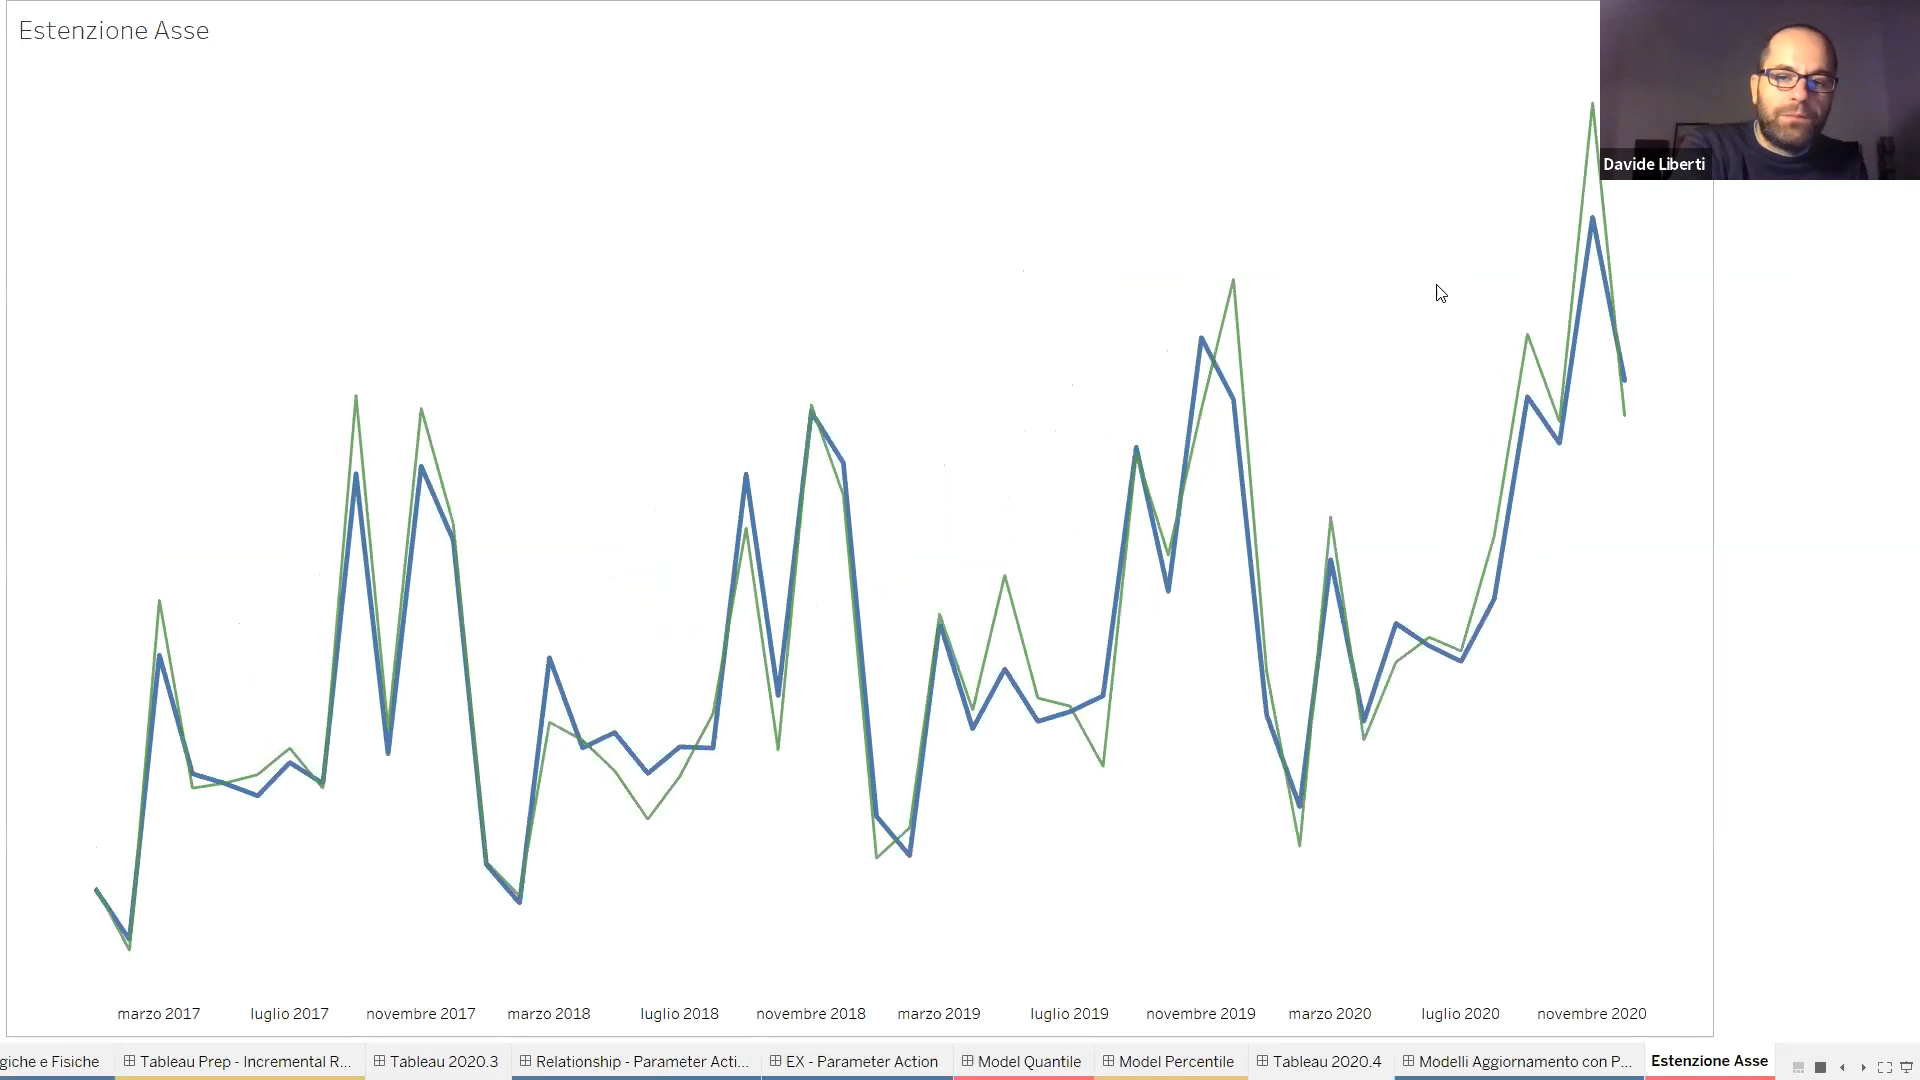 Estenzione Asse
Davide Liberti
marzo 2017
luglio 2017
novembre 2017
marzo 2018
luglio 2018
novembre 2018
marzo 2019
luglio 2019
novembre 2019
marzo 2020
luglio 2020
novembre 2020
giche e Fisiche
Tableau Prep - Incremental R...
Tableau 2020.3
Relationship - Parameter Acti...
EX - Parameter Action
Model Quantile
Model Percentile
Tableau 2020.4
Modelli Aggiornamento con P...
Estenzione Asse